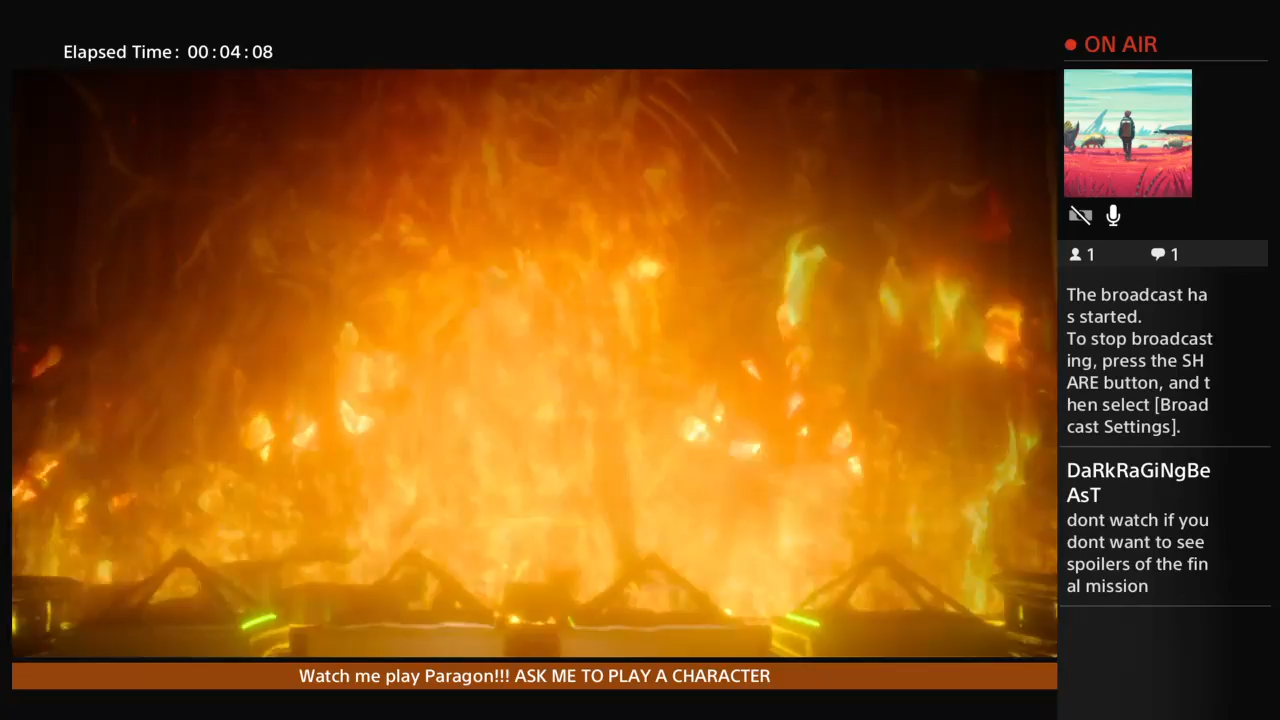 Elapsed Time: 00:04:08
ON AIR
1 1
The broadcast ha
s started.
To stop broadcast
ing, press the SH
ARE button, and t
hen select [Broad
cast Settings].
DaRkRaGiNgBe
AsT
dont watch if you
dont want to see
spoilers of the fin
al mission
Watch me play Paragon!!! ASK ME TO PLAY A CHARACTER